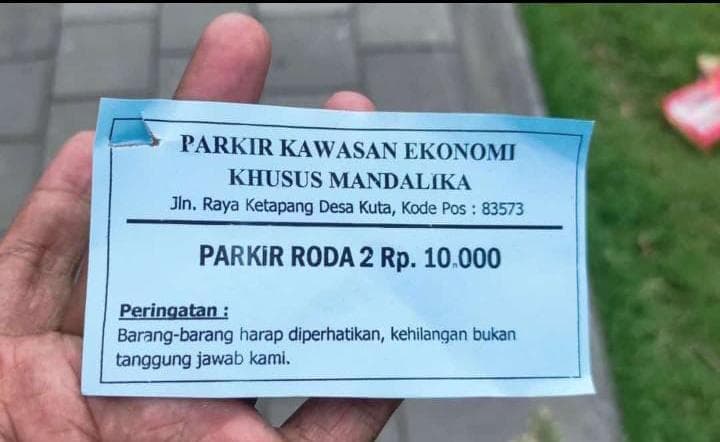 PARKIR KAWASAN EKONOMI
KHUSUS MANDALIKA
Jln. Raya Ketapang Desa Kuta, Kode Pos : 83573
PARKiR RODA 2 Rp. 10.000
Peringatan :
Barang-barang harap diperhatikan, kehilangan bukan
tanggung jawab kami.